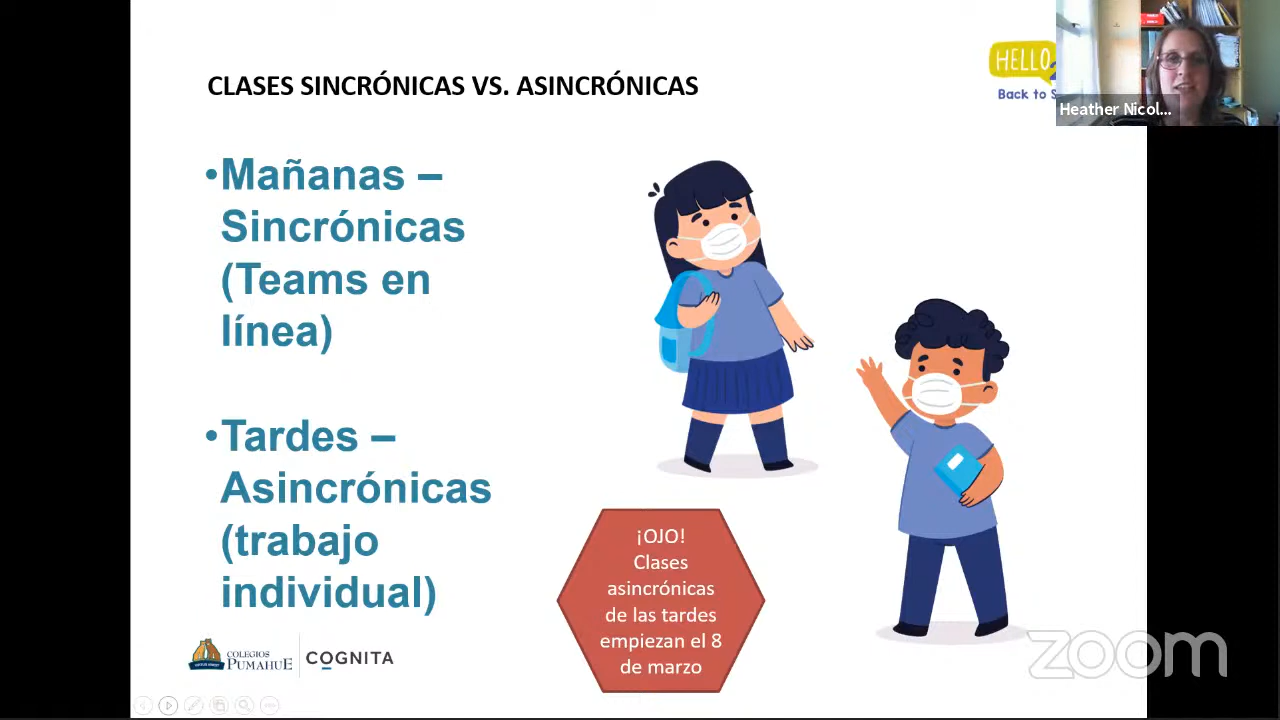 CLASES SINCRÓNICAS VS. ASINCRÓNICAS
HELLO
Back to S
Heather Nicol...
•Mañanas –
Sincrónicas
(Teams en
línea)
•Tardes –
Asincrónicas
(trabajo
individual)
¡OJO!
Clases
asincrónicas
de las tardes
empiezan el 8
de marzo
COLEGIOS
PUMAHUE
COGNITA
zoom